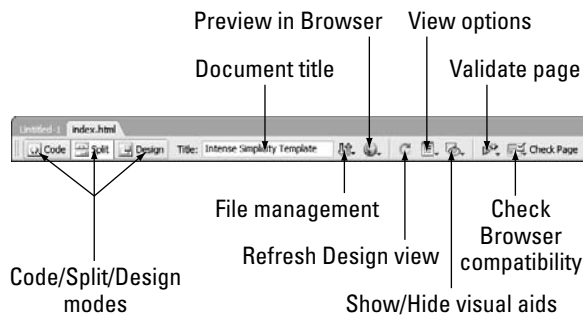 Preview in Browser
View options
Document title
Validate page
Untitled-1 index.html
Code Split Design Title: Intense Simplicity Template Check Page
File management
Check
Browser
compatibility
Refresh Design view
Code/Split/Design
modes
Show/Hide visual aids